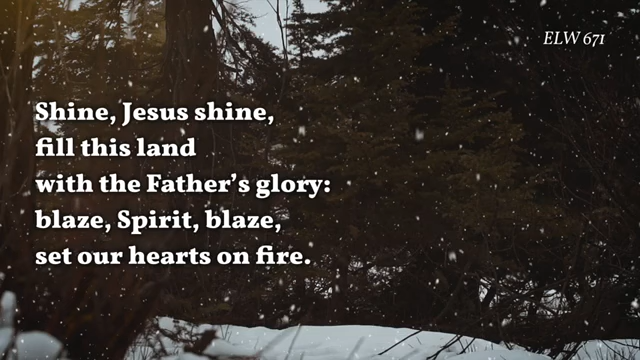 ELW 671
Shine, Jesus shine,
fill this land
with the Father’s glory:
blaze, Spirit, blaze,
set our hearts on fire.